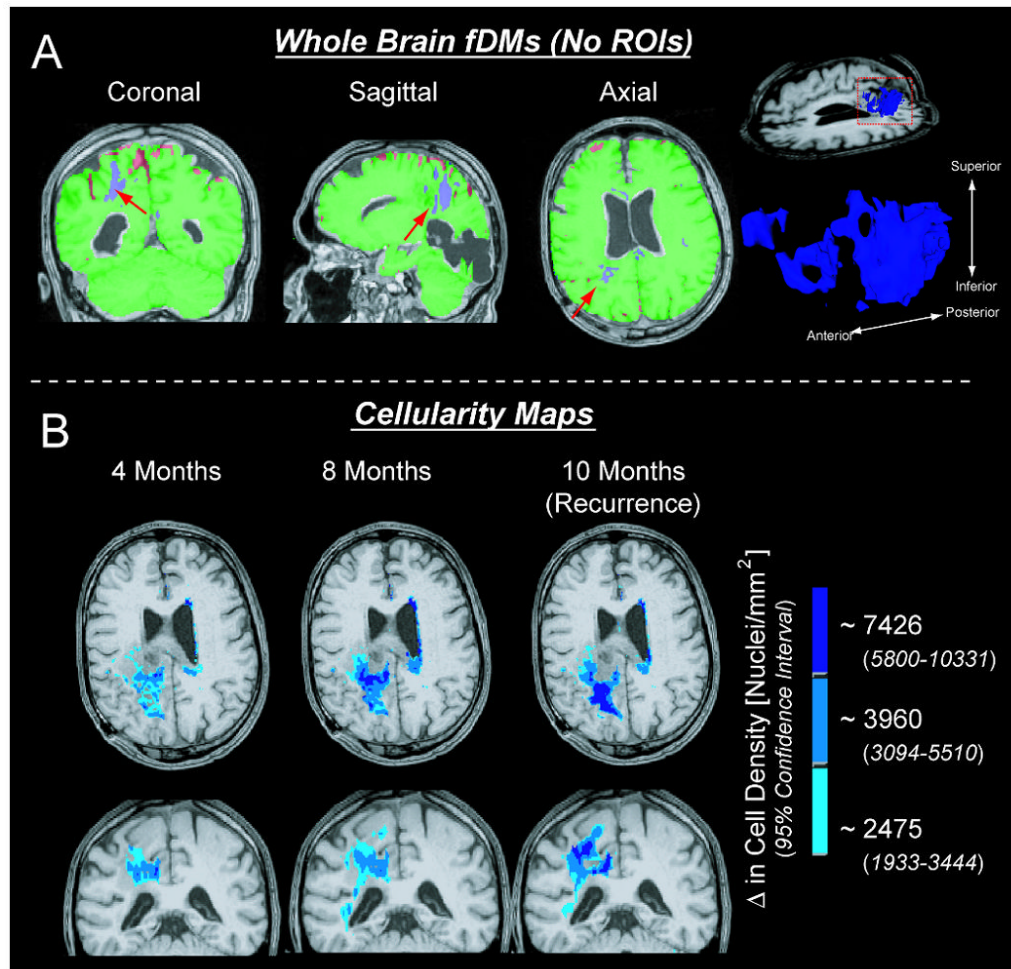 A
Whole Brain fDMs (No ROIs)
Coronal
Sagittal
Axial
Superior
Inferior
Posterior
Anterior
B
Cellularity Maps
4 Months
8 Months
10 Months
(Recurrence)
Δ in Cell Density [Nuclei/mm²]
(95% Confidence Interval)
~ 7426
(5800-10331)
~ 3960
(3094-5510)
~ 2475
(1933-3444)